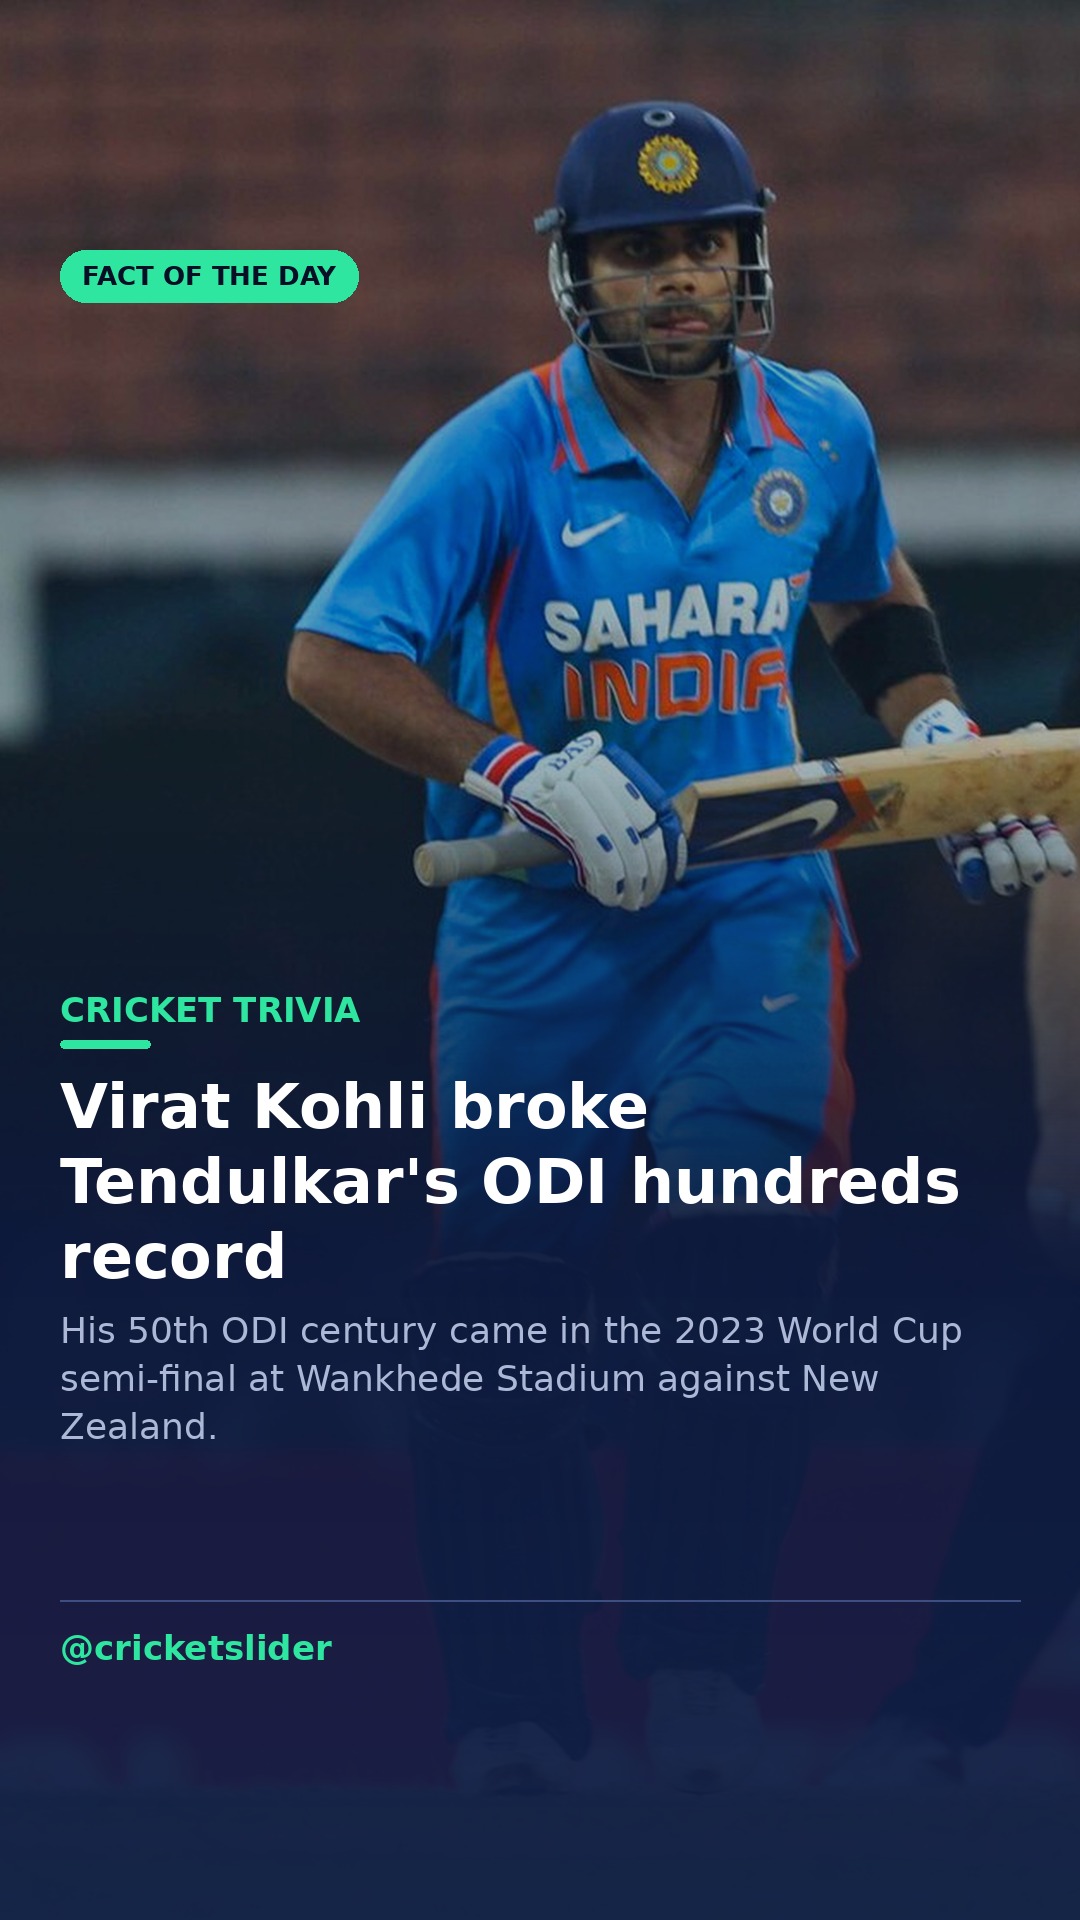 FACT OF THE DAY
SAHARA
INDIA
BAS
CRICKET TRIVIA
Virat Kohli broke
Tendulkar's ODI hundreds
record
His 50th ODI century came in the 2023 World Cup
semi-final at Wankhede Stadium against New
Zealand.
@cricketslider